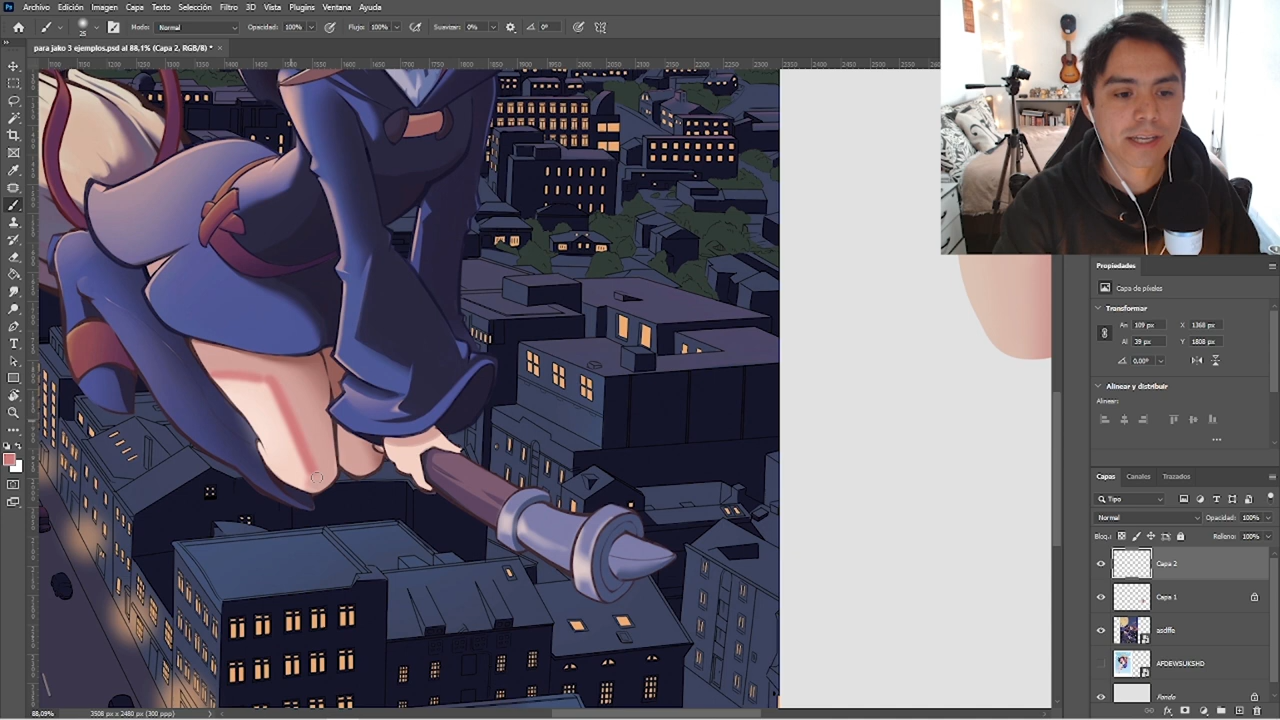 Archivo Edición Capa Texto Selección Filtro 3D Vista Plugins Ventana Ayuda
Imagen
25 Modo: Normal Opacidad: 100% Flujo: 100% Suavizar: 0% 0°
para jako 3 ejemplos.psd al 88,1% (Capa 2, RGB/8) *
Propiedades
Capa de píxeles
Transformar
An 109 px X 1368 px
Al 39 px Y 1808 px
0,00°
Alinear y distribuir
Alinear:
Capas Canales Trazados
Tipo
Normal Opacidad: 100%
Bloq.: Relleno: 100%
Capa 2
Capa 1
asdffe
AFDEWSUKSHD
Fondo
88,09% 3508 px x 2480 px (300 ppp)